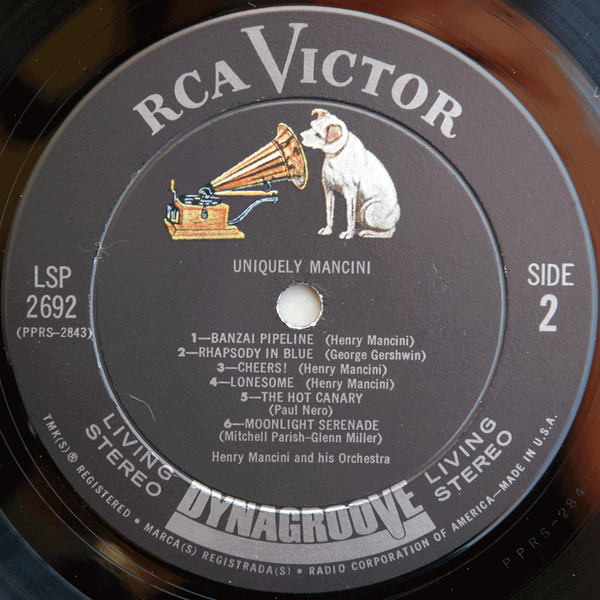 RCA VICTOR
UNIQUELY MANCINI
LSP
2692
(PPRS-2843)
SIDE
2
1—BANZAI PIPELINE (Henry Mancini)
2—RHAPSODY IN BLUE (George Gershwin)
3—CHEERS! (Henry Mancini)
4—LONESOME (Henry Mancini)
5—THE HOT CANARY
(Paul Nero)
6—MOONLIGHT SERENADE
(Mitchell Parish-Glenn Miller)
Henry Mancini and his Orchestra
LIVING
STEREO
DYNAGROOVE
LIVING
STEREO
TMK(S) ® REGISTERED • MARCA(S) REGISTRADA(S) • RADIO CORPORATION OF AMERICA—MADE IN U.S.A.
PPRS-284